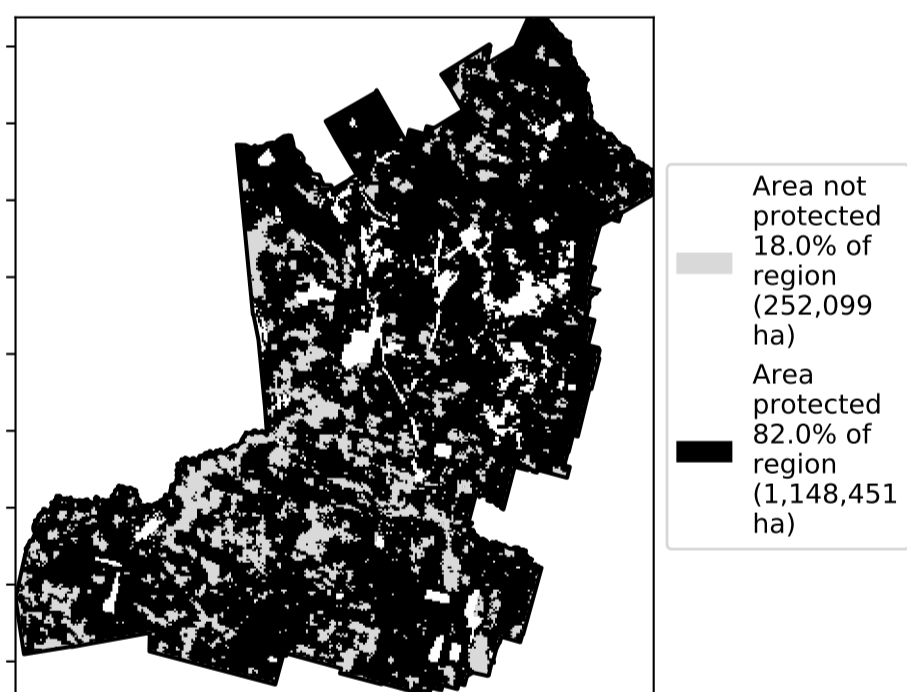 Area not
protected
18.0% of
region
(252,099
ha)
Area
protected
82.0% of
region
(1,148,451
ha)